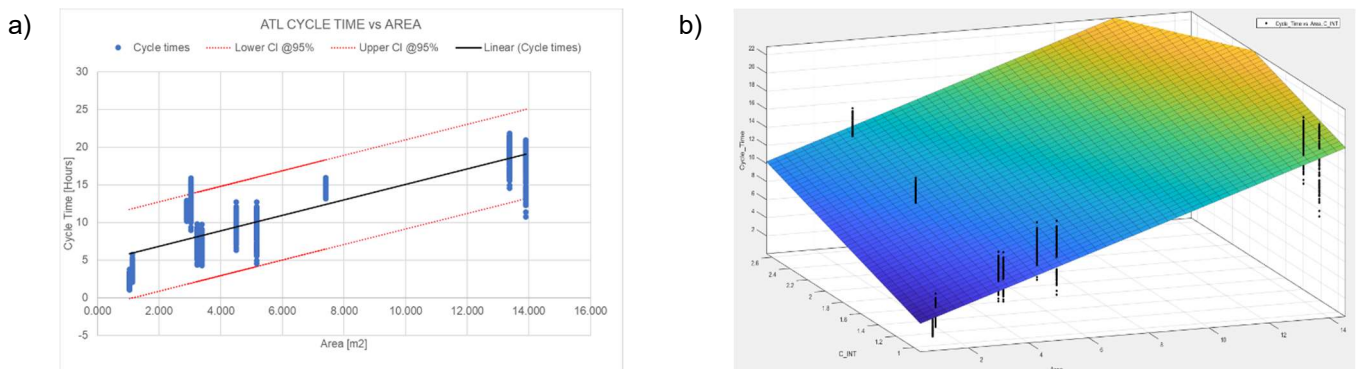 a)
ATL CYCLE TIME vs AREA
Cycle times Lower CI @95% Upper CI @95% Linear (Cycle times)
Cycle Time [Hours]
30
25
20
15
10
5
0
-5
0.000 2.000 4.000 6.000 8.000 10.000 12.000 14.000 16.000
Area [m2]
b)
Cycle_Time vs. Area, C_INT
Cycle_Time
22
20
18
16
14
12
10
8
6
4
2
2.6
2.4
2.2
2
1.8
1.6
1.4
1.2
1
C_INT
2 4 6 8 10 12 14